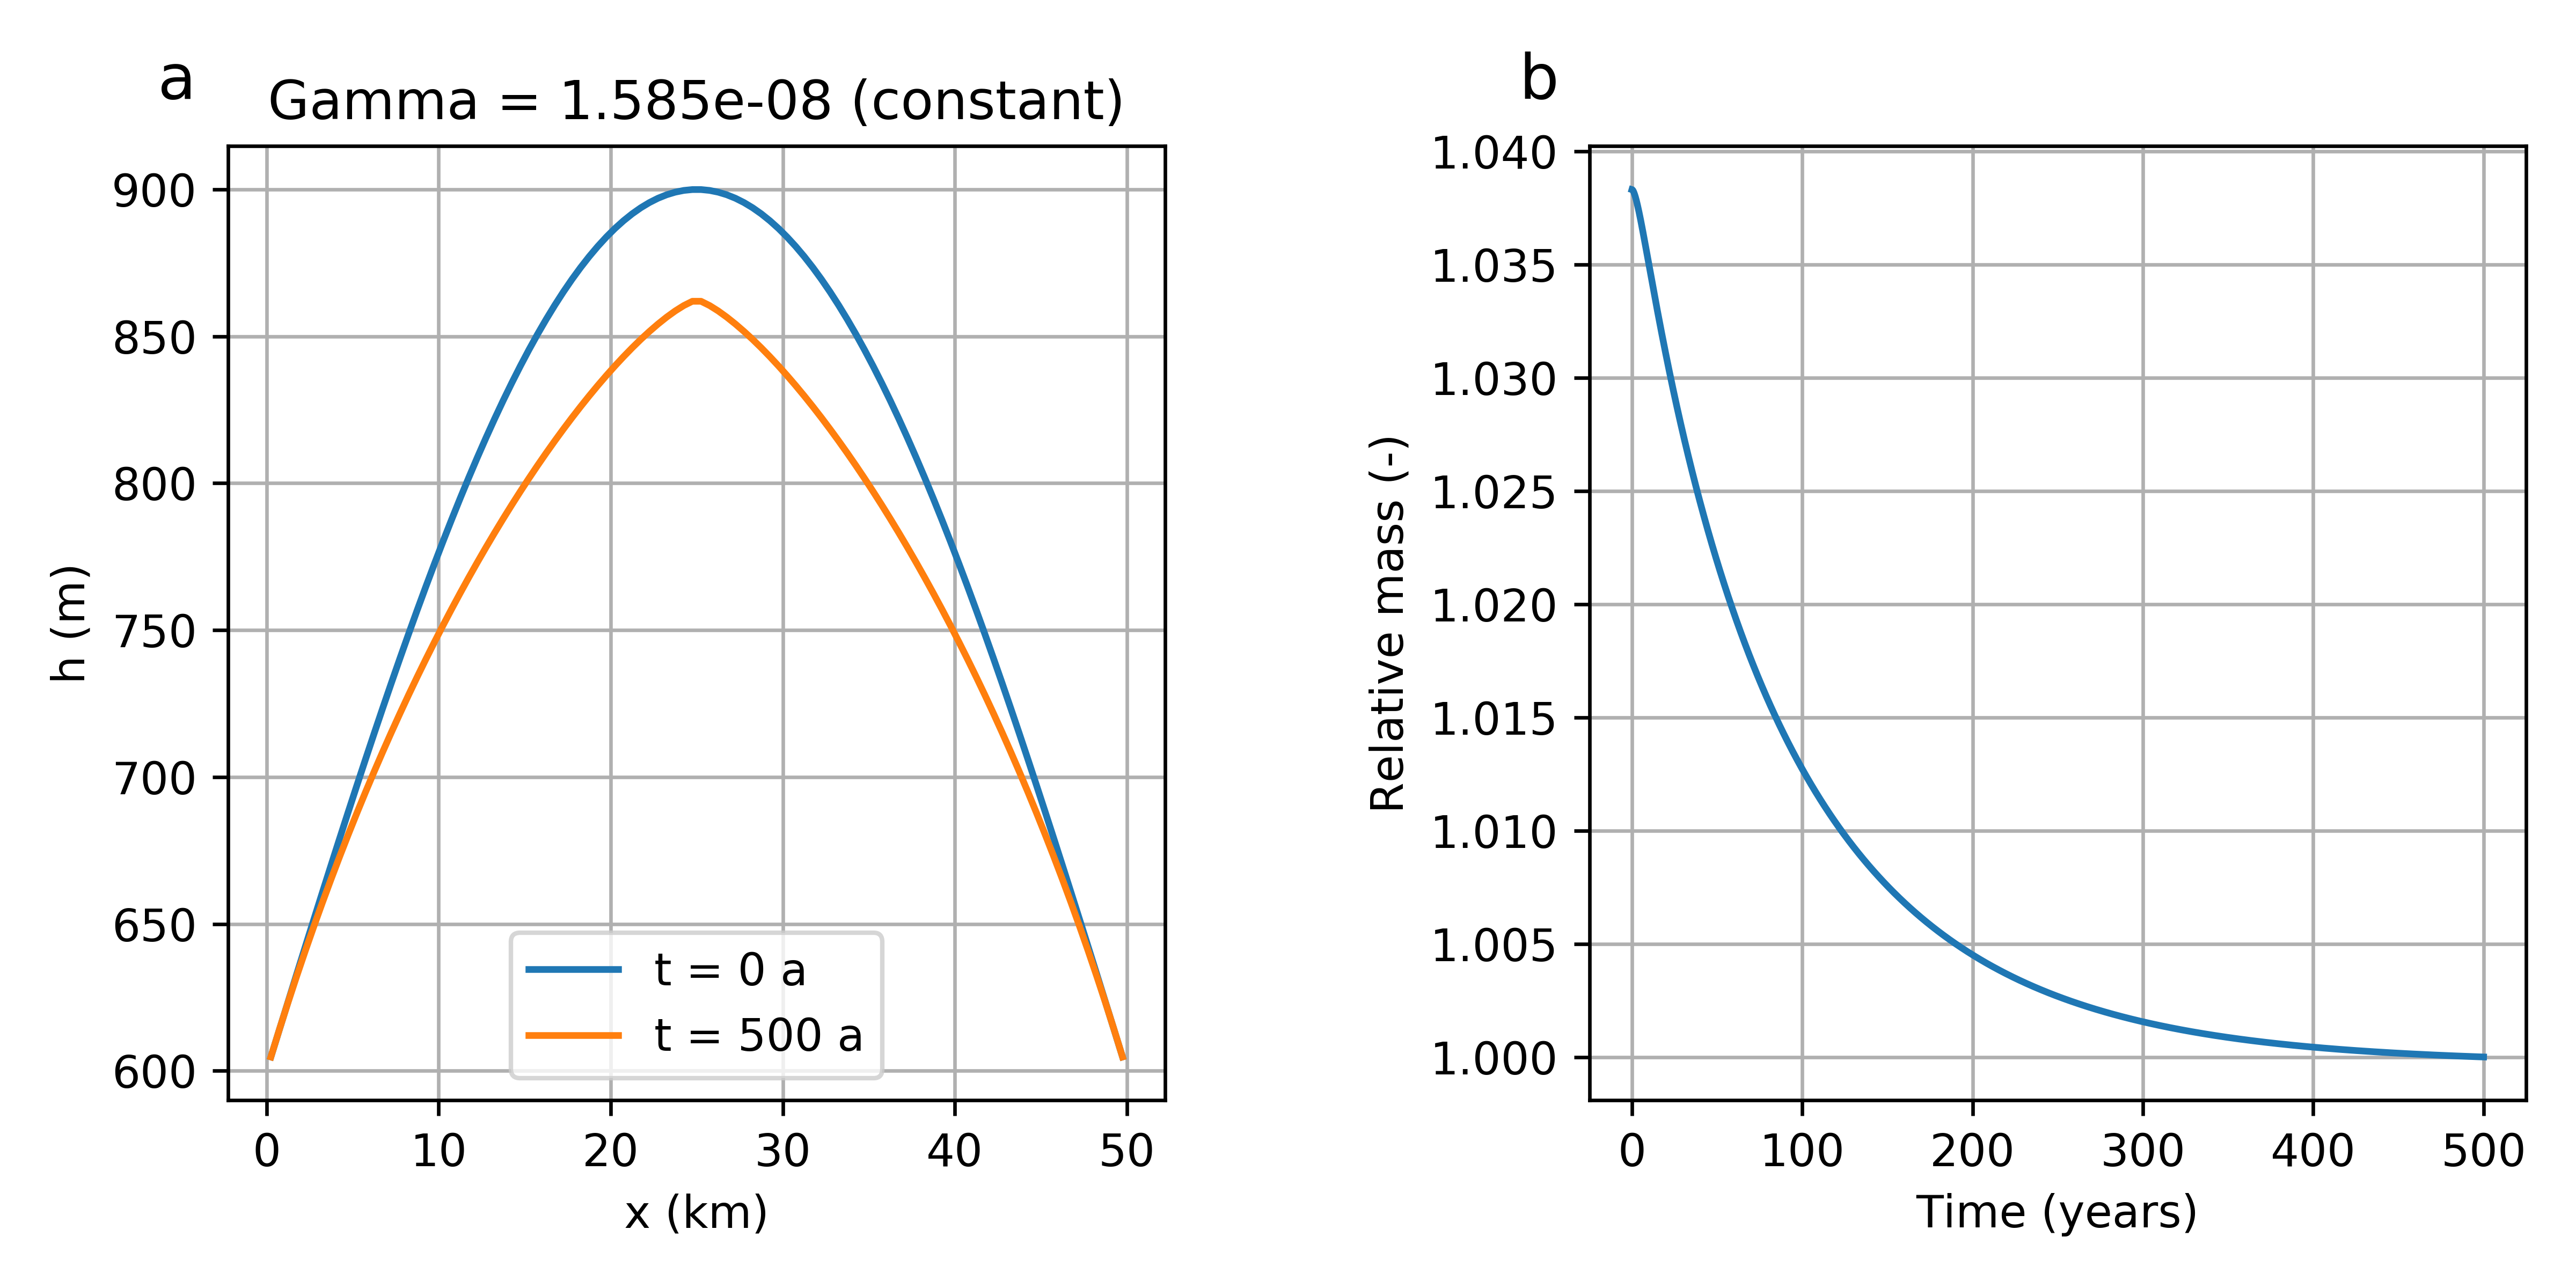 a
Gamma = 1.585e-08 (constant)
900
850
800
750
700
650
600
h (m)
t = 0 a
t = 500 a
0 10 20 30 40 50
x (km)
b
1.040
1.035
1.030
1.025
1.020
1.015
1.010
1.005
1.000
Relative mass (-)
0 100 200 300 400 500
Time (years)